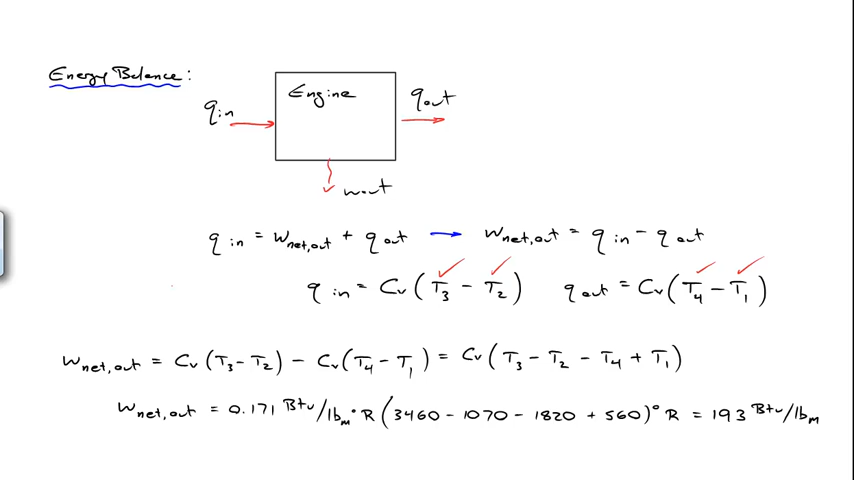 Energy Balance:
Engine
q in
q out
wout
q in = w net,out + q out → w net,out = q in - q out
q in = Cv (T3 - T2) q out = Cv (T4 - T1)
w net,out = Cv (T3 - T2) - Cv (T4 - T1) = Cv (T3 - T2 - T4 + T1)
w net,out = 0.171 Btu/lbm°R (3460 - 1070 - 1820 + 560)°R = 193 Btu/lbm